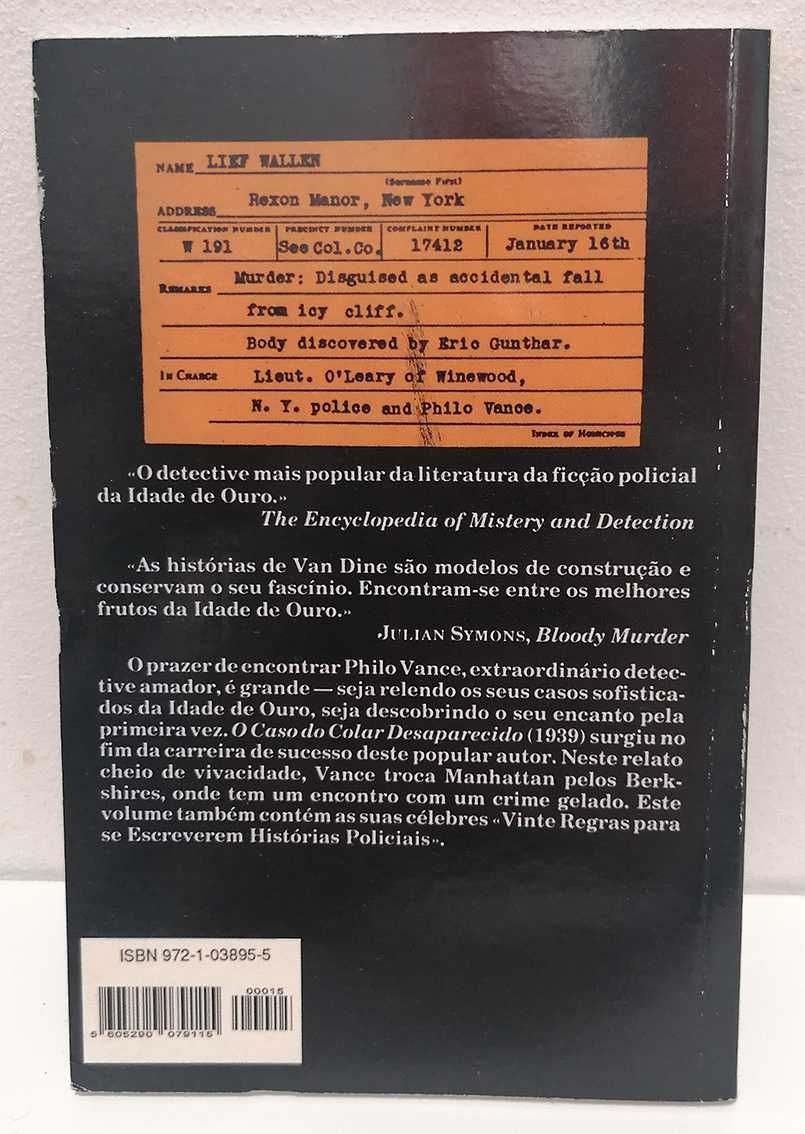 NAME LIEF WALLEN
(Surname First)
ADDRESS Rexon Manor, New York
CLASSIFICATION NUMBER PRECINCT NUMBER COMPLAINT NUMBER DATE REPORTED
W 191 See Col.Co. 17412 January 16th
REMARKS Murder: Disguised as accidental fall
from icy cliff.
Body discovered by Eric Gunthar.
IN CHARGE Lieut. O'Leary of Winewood,
N. Y. police and Philo Vance.
INDEX OF HOMICIDES
«O detective mais popular da literatura da ficção policial
da Idade de Ouro.»
The Encyclopedia of Mistery and Detection
«As histórias de Van Dine são modelos de construção e
conservam o seu fascínio. Encontram-se entre os melhores
frutos da Idade de Ouro.»
JULIAN SYMONS, Bloody Murder
O prazer de encontrar Philo Vance, extraordinário detec-
tive amador, é grande — seja relendo os seus casos sofistica-
dos da Idade de Ouro, seja descobrindo o seu encanto pela
primeira vez. O Caso do Colar Desaparecido (1939) surgiu no
fim da carreira de sucesso deste popular autor. Neste relato
cheio de vivacidade, Vance troca Manhattan pelos Berk-
shires, onde tem um encontro com um crime gelado. Este
volume também contém as suas célebres «Vinte Regras para
se Escreverem Histórias Policiais».
ISBN 972-1-03895-5
00015
5 605290 079115